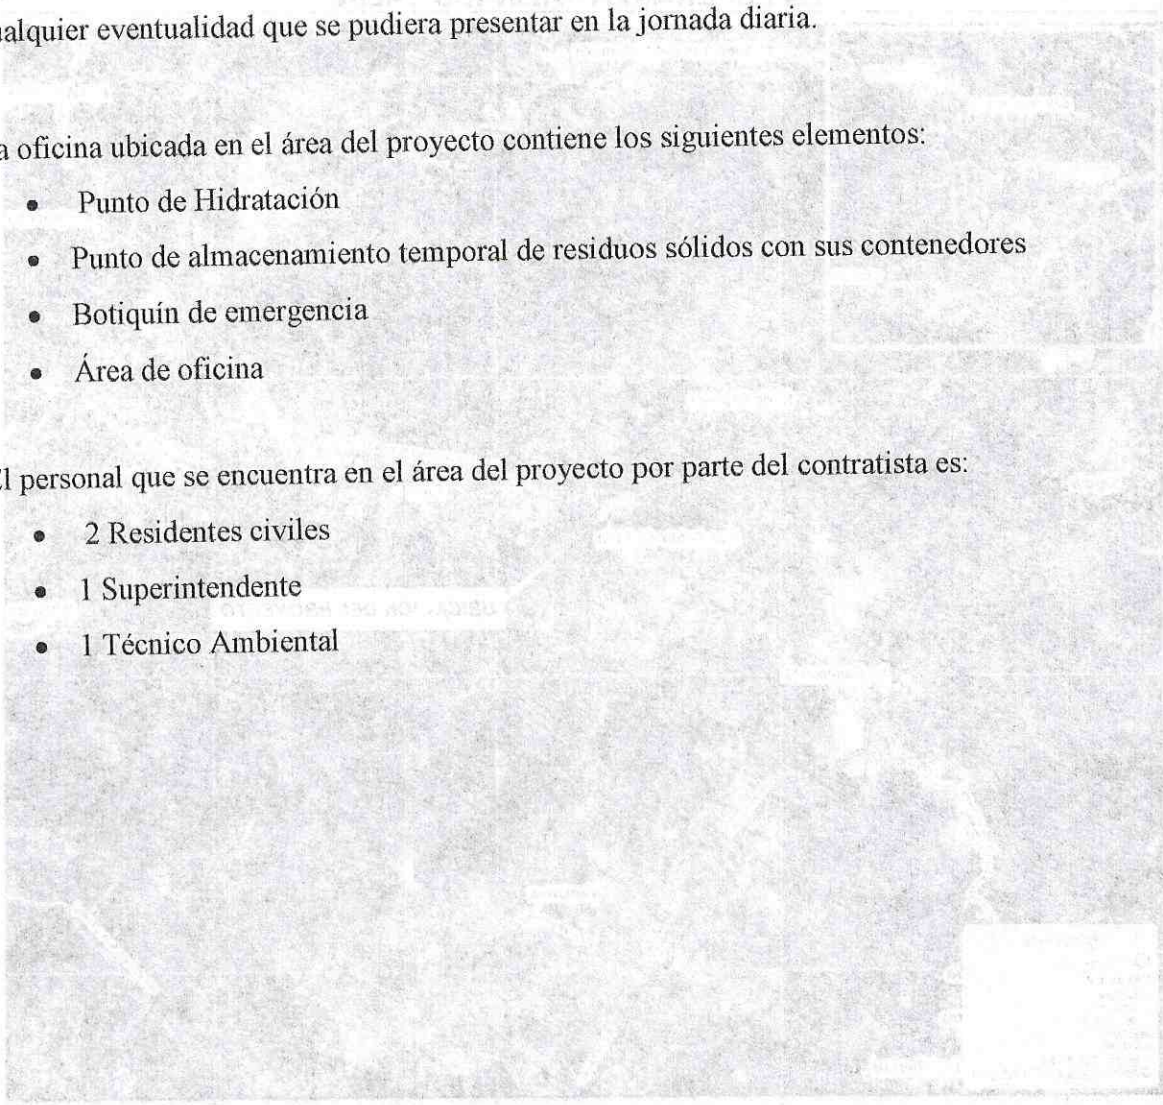 ualquier eventualidad que se pudiera presentar en la jornada diaria.
a oficina ubicada en el área del proyecto contiene los siguientes elementos:
• Punto de Hidratación
• Punto de almacenamiento temporal de residuos sólidos con sus contenedores
• Botiquín de emergencia
• Área de oficina
El personal que se encuentra en el área del proyecto por parte del contratista es:
• 2 Residentes civiles
• 1 Superintendente
• 1 Técnico Ambiental